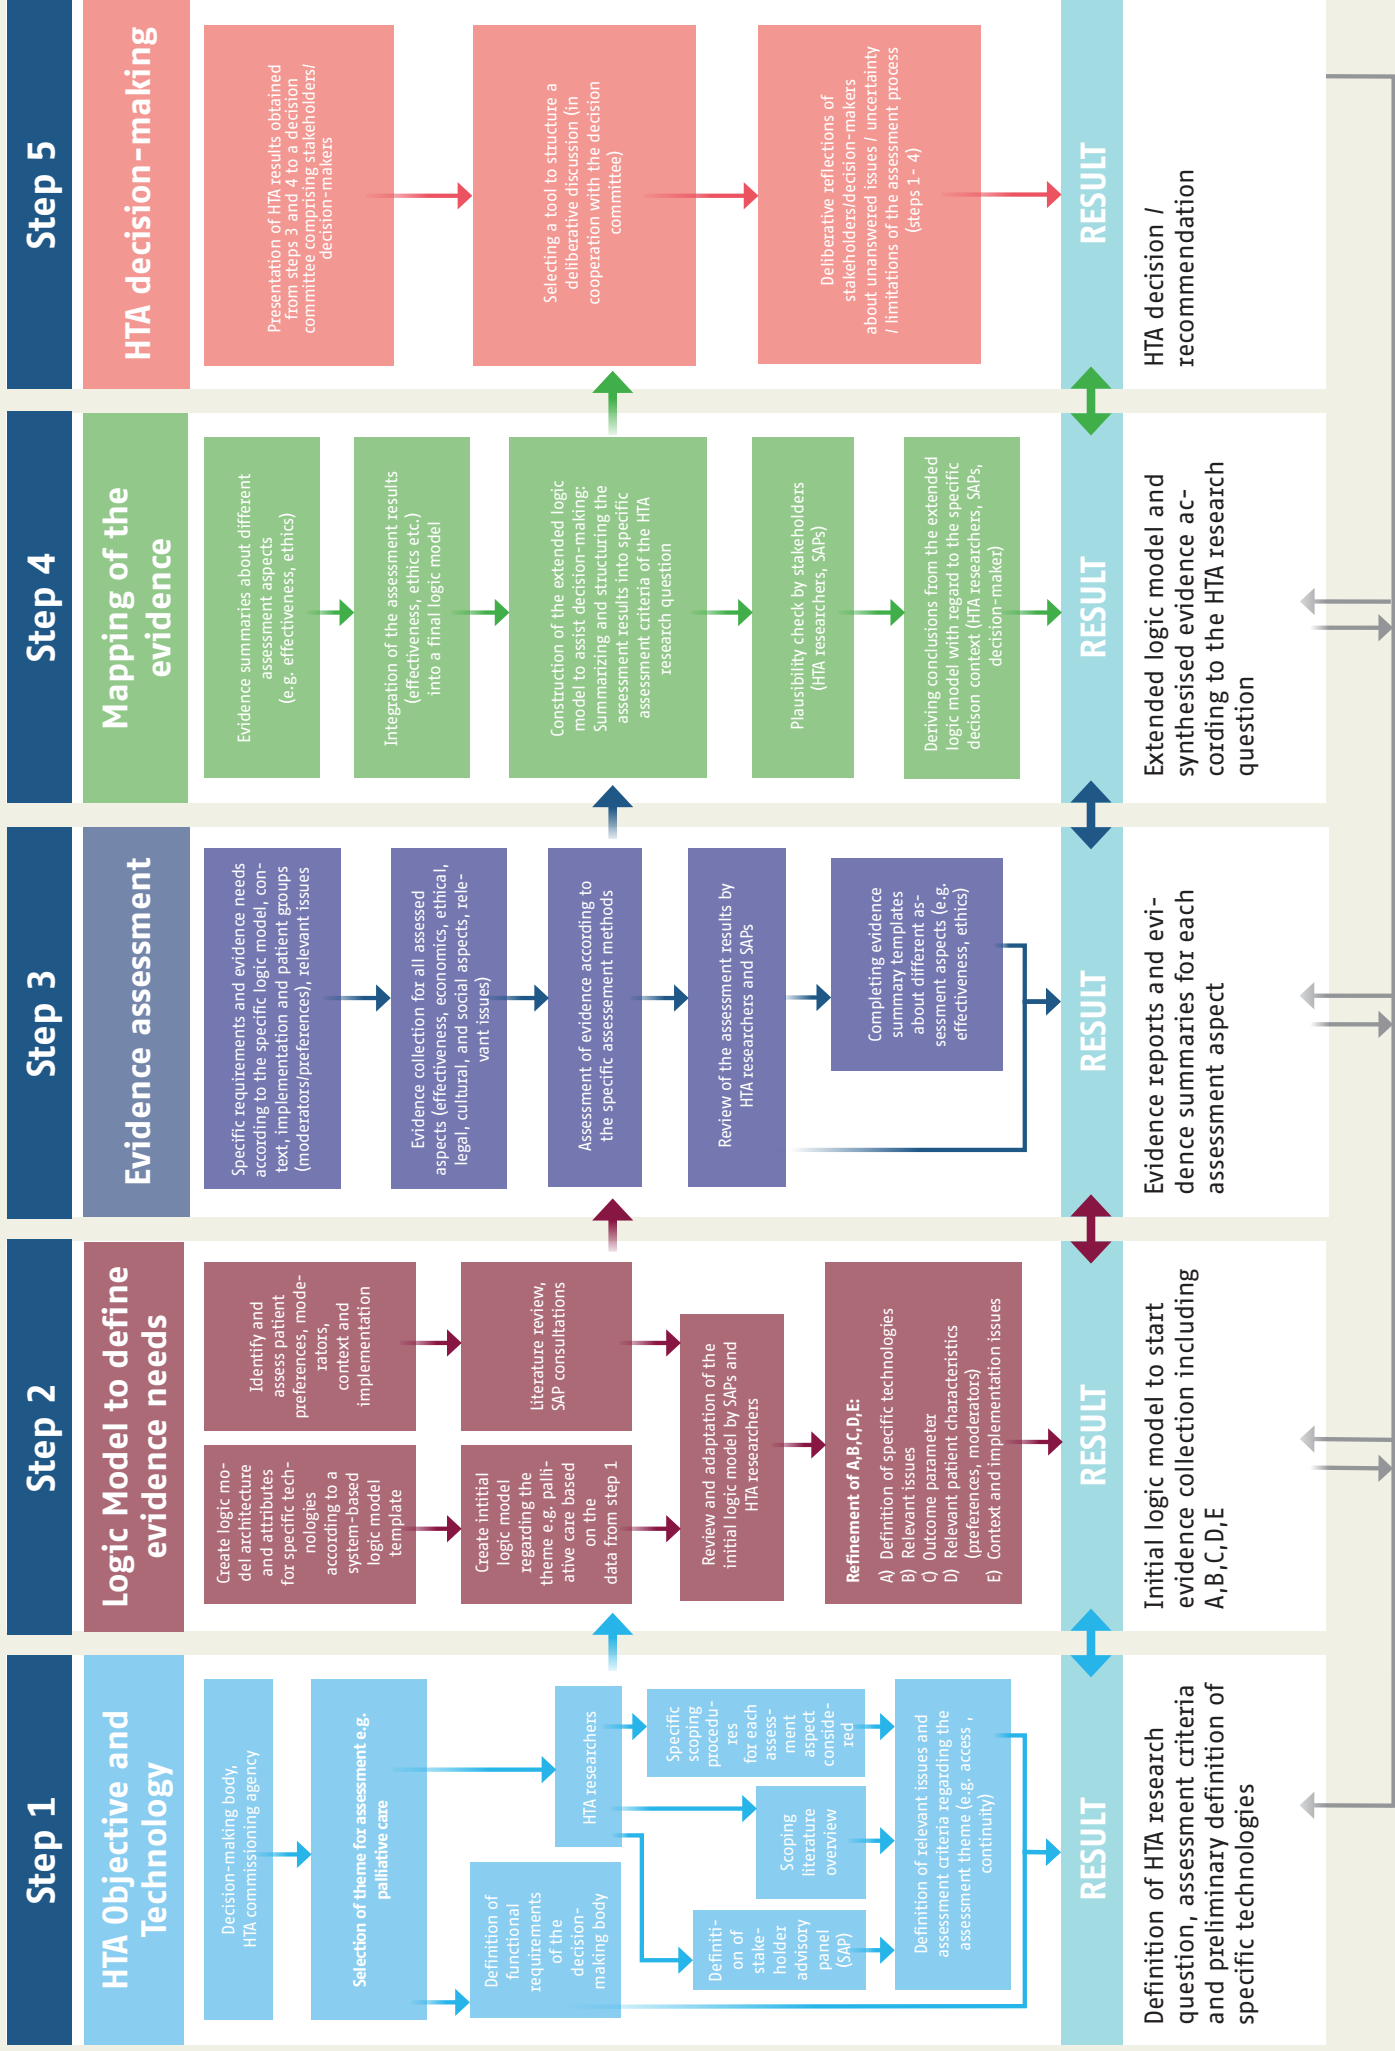 Step 1
HTA Objective and
Technology
Decision-making body,
HTA commissioning agency
Selection of theme for assessment e.g.
palliative care
Definition of
functional
requirements
of the
decision-
making body
HTA researchers
Definiti-
on of
stake-
holder
advisory
panel
(SAP)
Scoping
literature
overview
Specific
scoping
procedu-
res
for each
assess-
ment
aspect
conside-
red
Definition of relevant issues and
assessment criteria regarding the
assessment theme (e.g. access ,
continuity)
RESULT
Definition of HTA research
question, assessment criteria
and preliminary definition of
specific technologies
Step 2
Logic Model to define
evidence needs
Create logic mo-
del architecture
and attributes
for specific tech-
nologies
according to a
system-based
logic model
template
Identify and
assess patient
preferences, mode-
rators,
context and
implementation
Create intitial
logic model
regarding the
theme e.g. palli-
ative care based
on the
data from step 1
Literature review,
SAP consultations
Review and adaptation of the
initial logic model by SAPs and
HTA researchers
Refinement of A,B,C,D,E:
A) Definition of specific technologies
B) Relevant issues
C) Outcome parameter
D) Relevant patient characteristics
(preferences, moderators)
E) Context and implementation issues
RESULT
Initial logic model to start
evidence collection including
A,B,C,D,E
Step 3
Evidence assessment
Specific requirements and evidence needs
according to the specific logic model, con-
text, implementation and patient groups
(moderators/preferences), relevant issues
Evidence collection for all assessed
aspects (effectiveness, economics, ethical,
legal, cultural, and social aspects, rele-
vant issues)
Assessment of evidence according to
the specific assessment methods
Review of the assessment results by
HTA researchers and SAPs
Completing evidence
summary templates
about different as-
sessment aspects (e.g.
effectiveness, ethics)
RESULT
Evidence reports and evi-
dence summaries for each
assessment aspect
Step 4
Mapping of the
evidence
Evidence summaries about different
assessment aspects
(e.g. effectiveness, ethics)
Integration of the assessment results
(effectiveness, ethics etc.)
into a final logic model
Construction of the extended logic
model to assist decision-making:
Summarizing and structuring the
assessment results into specific
assessment criteria of the HTA
research question
Plausibility check by stakeholders
(HTA researchers, SAPs)
Deriving conclusions from the extended
logic model with regard to the specific
decison context (HTA researchers, SAPs,
decision-maker)
RESULT
Extended logic model and
synthesised evidence ac-
cording to the HTA research
question
Step 5
HTA decision-making
Presentation of HTA results obtained
from steps 3 and 4 to a decision
committee comprising stakeholders/
decision-makers
Selecting a tool to structure a
deliberative discussion (in
cooperation with the decision
committee)
Deliberative reflections of
stakeholders/decision-makers
about unanswered issues / uncertainty
/ limitations of the assessment process
(steps 1- 4)
RESULT
HTA decision /
recommendation